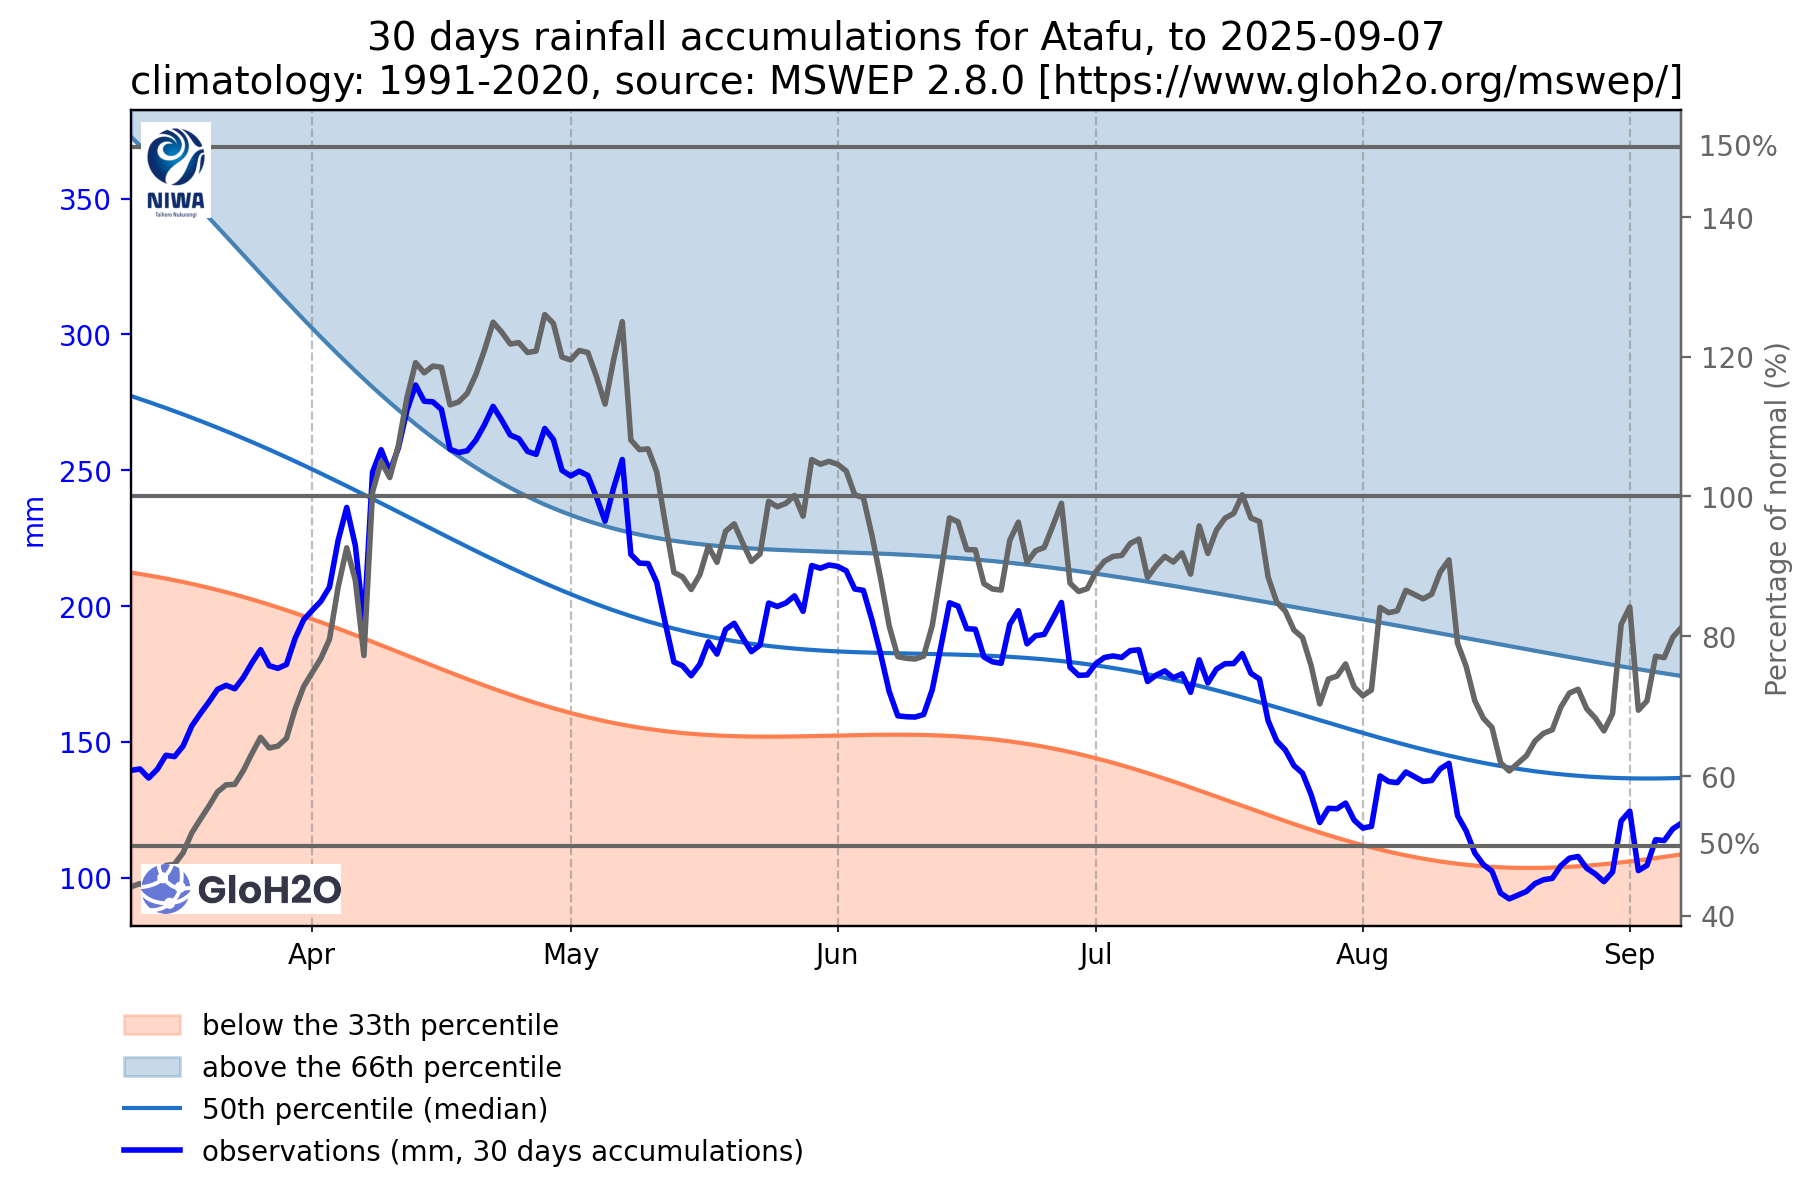 30 days rainfall accumulations for Atafu, to 2025-09-07
climatology: 1991-2020, source: MSWEP 2.8.0 [https://www.gloh2o.org/mswep/]
NIWA
Taihoro Nukurangi
350
300
250
200
150
100
mm
150%
140
120
100
80
60
50%
40
Percentage of normal (%)
GloH2O
Apr
May
Jun
Jul
Aug
Sep
below the 33th percentile
above the 66th percentile
50th percentile (median)
observations (mm, 30 days accumulations)